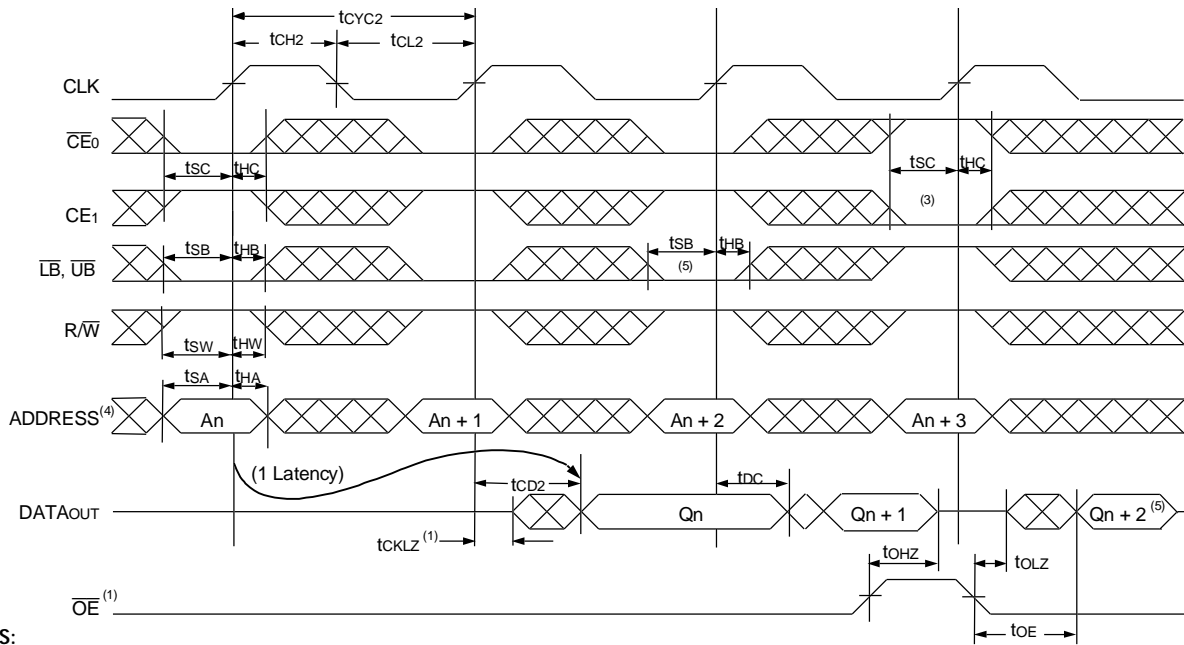 tCYC2
tCH2
tCL2
CLK
CE0
tSC
tHC
tSC
tHC
(3)
CE1
tSB
tHB
tSB
tHB
(5)
LB, UB
R/W
tSW
tHW
tSA
tHA
ADDRESS(4)
An
An + 1
An + 2
An + 3
(1 Latency)
tCD2
tDC
DATAOUT
Qn
Qn + 1
Qn + 2 (5)
tCKLZ (1)
tOHZ
tOLZ
OE (1)
tOE
S: